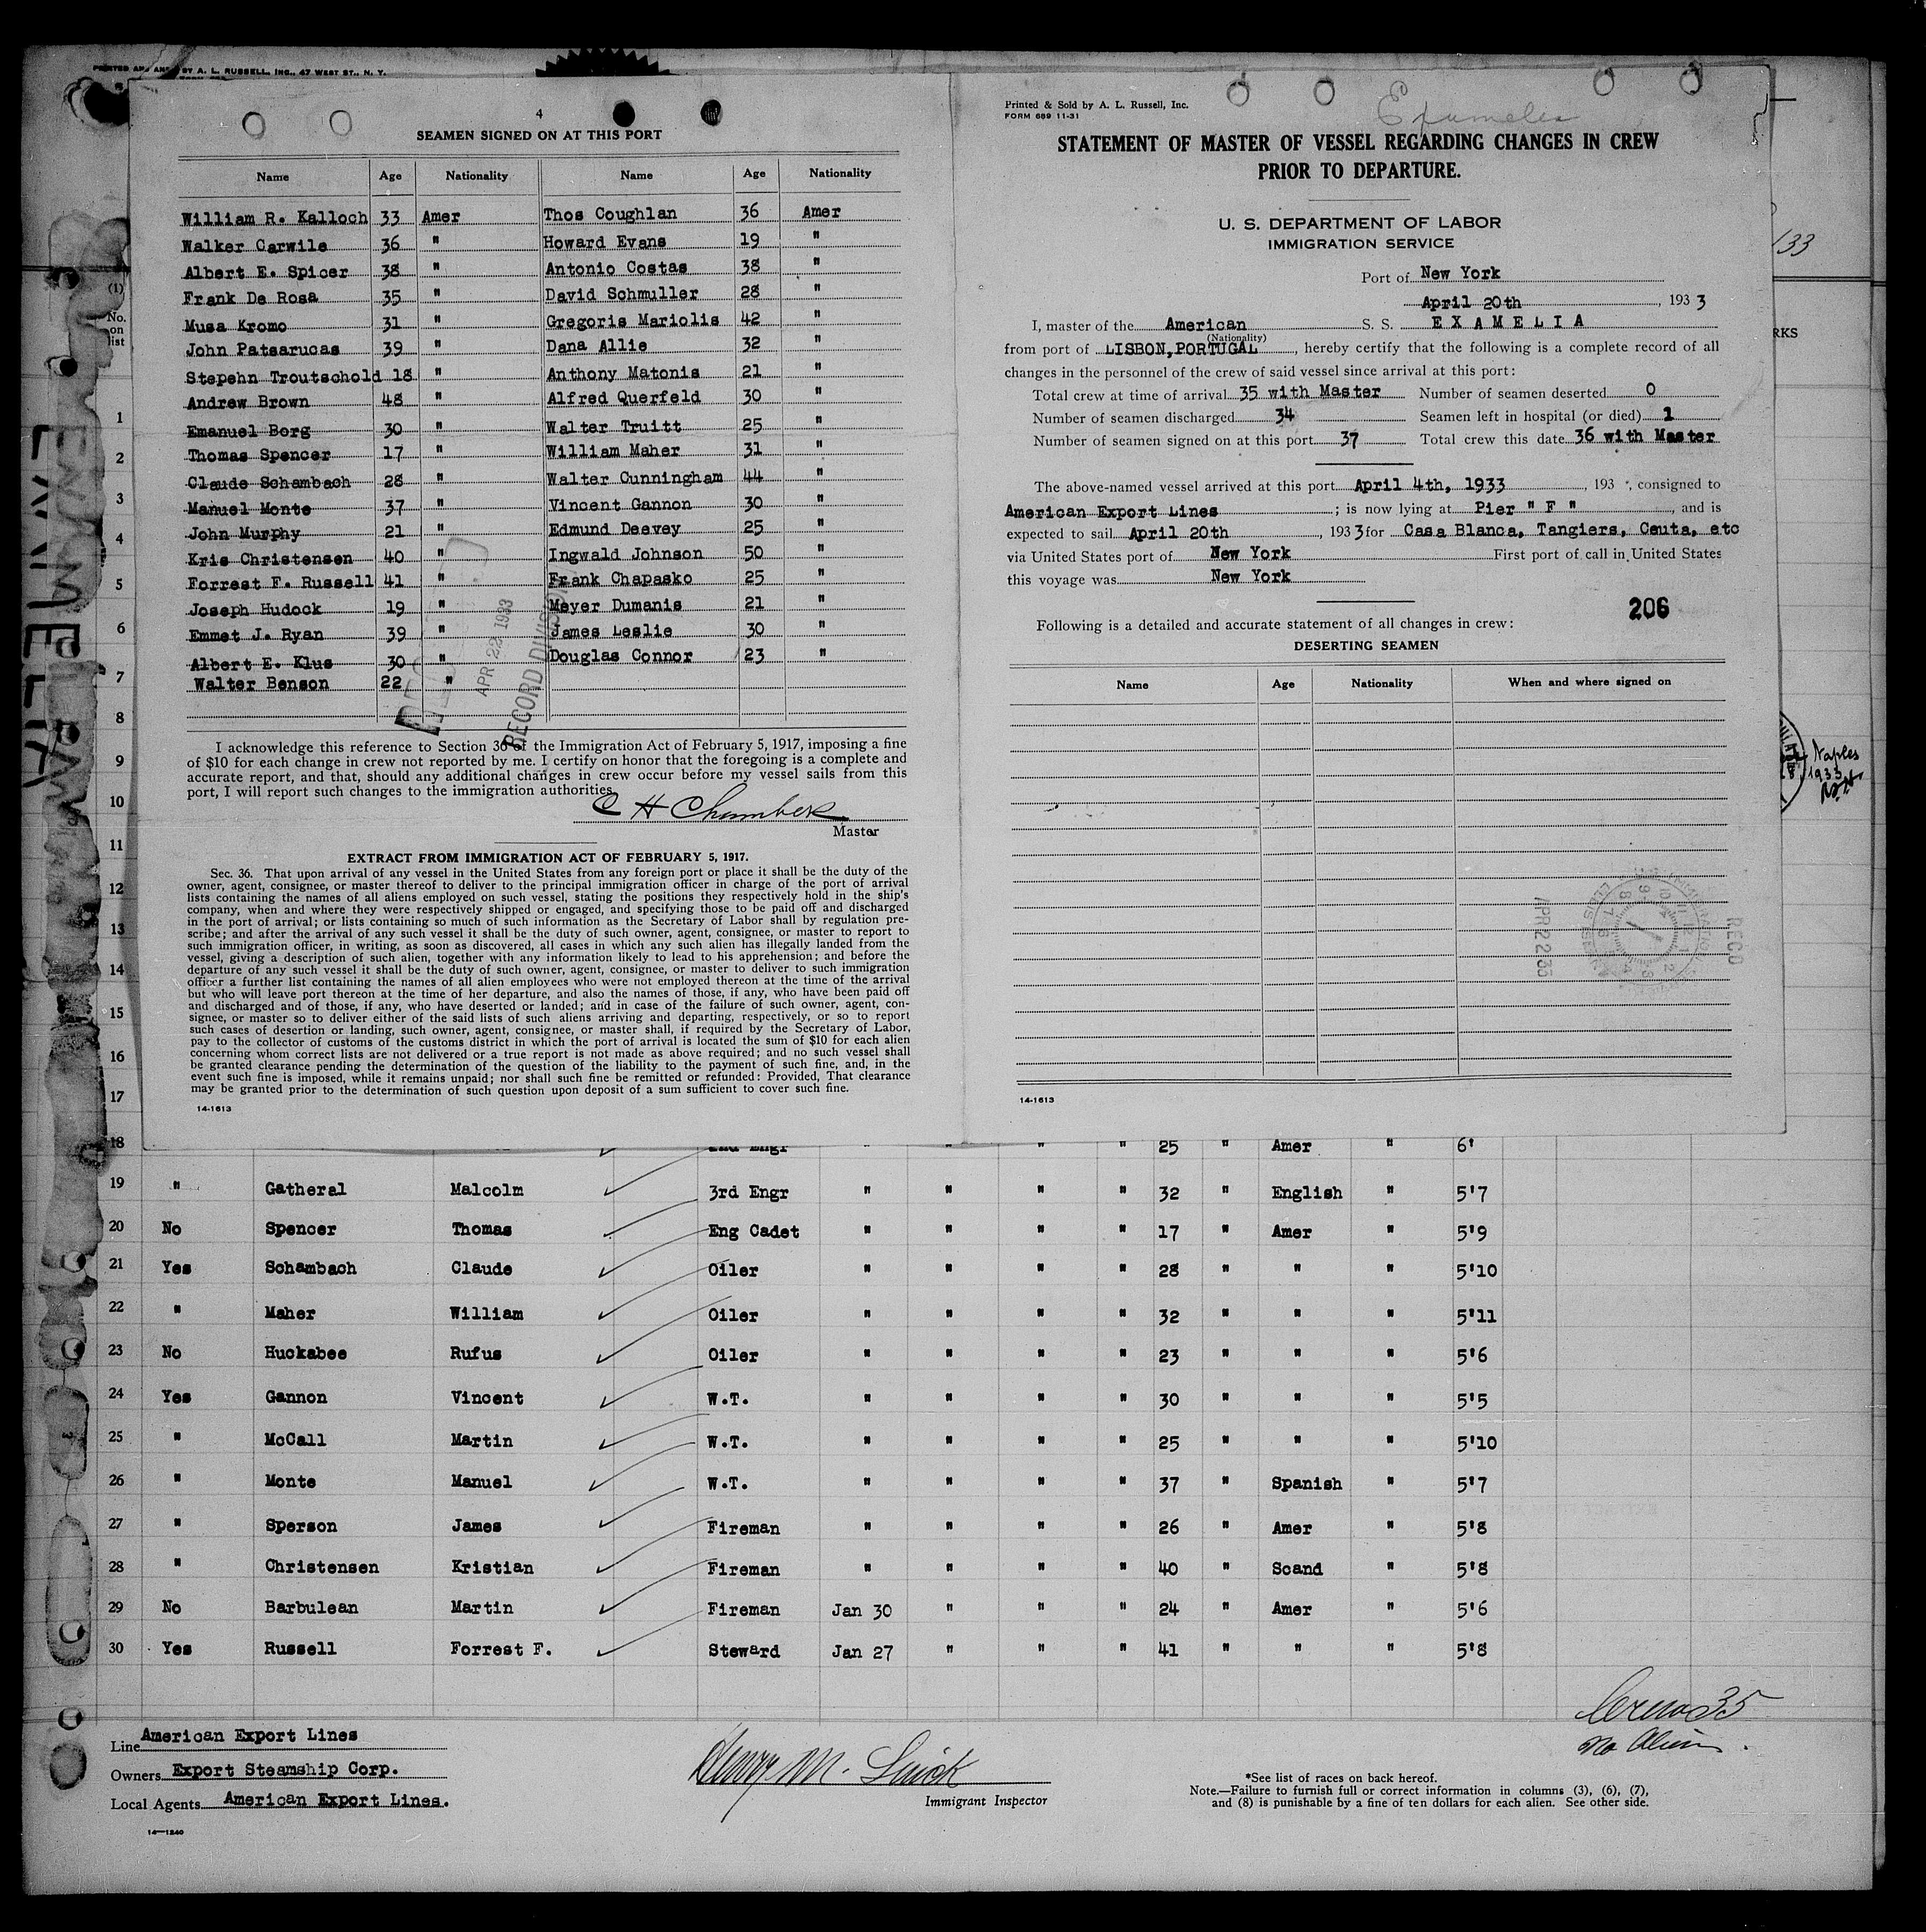 PRINTED AND BY A. L. RUSSELL, INC., 47 WEST ST., N. Y.
4
SEAMEN SIGNED ON AT THIS PORT
Name Age Nationality Name Age Nationality
William R. Kalloch 33 Amer Thos Coughlan 36 Amer
Walker Carwile 36 " Howard Evans 19 "
Albert E. Spicer 38 " Antonio Costas 38 "
Frank De Rosa 35 " David Schmuller 28 "
Musa Kromo 31 " Gregoris Mariolis 42 "
John Patsarucas 39 " Dana Allie 32 "
Stepehn Troutschold 18 " Anthony Matonis 21 "
Andrew Brown 48 " Alfred Querfeld 30 "
Emanuel Borg 30 " Walter Truitt 25 "
Thomas Spencer 17 " William Maher 31 "
Claude Schambach 28 " Walter Cunningham 44 "
Manuel Monte 37 " Vincent Gannon 30 "
John Murphy 21 " Edmund Deevey 25 "
Kris Christensen 40 " Ingwald Johnson 50 "
Forrest F. Russell 41 " Frank Chapasko 25 "
Joseph Hudock 19 " Meyer Dumanis 21 "
Emmet J. Ryan 39 " James Leslie 30 "
Albert E. Klus 30 " Douglas Connor 23 "
Walter Benson 22 "
APR 22 1933
RECORD DIVISION
I acknowledge this reference to Section 36 of the Immigration Act of February 5, 1917, imposing a fine
of $10 for each change in crew not reported by me. I certify on honor that the foregoing is a complete and
accurate report, and that, should any additional changes in crew occur before my vessel sails from this
port, I will report such changes to the immigration authorities.
C H Chambers
Master
EXTRACT FROM IMMIGRATION ACT OF FEBRUARY 5, 1917.
Sec. 36. That upon arrival of any vessel in the United States from any foreign port or place it shall be the duty of the
owner, agent, consignee, or master thereof to deliver to the principal immigration officer in charge of the port of arrival
lists containing the names of all aliens employed on such vessel, stating the positions they respectively hold in the ship's
company, when and where they were respectively shipped or engaged, and specifying those to be paid off and discharged
in the port of arrival; or lists containing so much of such information as the Secretary of Labor shall by regulation pre-
scribe; and after the arrival of any such vessel it shall be the duty of such owner, agent, consignee, or master to report to
such immigration officer, in writing, as soon as discovered, all cases in which any such alien has illegally landed from the
vessel, giving a description of such alien, together with any information likely to lead to his apprehension; and before the
departure of any such vessel it shall be the duty of such owner, agent, consignee, or master to deliver to such immigration
officer a further list containing the names of all alien employees who were not employed thereon at the time of the arrival
but who will leave port thereon at the time of her departure, and also the names of those, if any, who have been paid off
and discharged and of those, if any, who have deserted or landed; and in case of the failure of such owner, agent, con-
signee, or master so to deliver either of the said lists of such aliens arriving and departing, respectively, or so to report
such cases of desertion or landing, such owner, agent, consignee, or master shall, if required by the Secretary of Labor,
pay to the collector of customs of the customs district in which the port of arrival is located the sum of $10 for each alien
concerning whom correct lists are not delivered or a true report is not made as above required; and no such vessel shall
be granted clearance pending the determination of the question of the liability to the payment of such fine, and, in the
event such fine is imposed, while it remains unpaid; nor shall such fine be remitted or refunded: Provided, That clearance
may be granted prior to the determination of such question upon deposit of a sum sufficient to cover such fine.
14-1613
Printed & Sold by A. L. Russell, Inc.
FORM 689 11-31
Examelia
STATEMENT OF MASTER OF VESSEL REGARDING CHANGES IN CREW
PRIOR TO DEPARTURE.
U. S. DEPARTMENT OF LABOR
IMMIGRATION SERVICE
Port of New York
April 20th, 193 3
I, master of the American S. S. E X A M E L I A
(Nationality)
from port of LISBON, PORTUGAL, hereby certify that the following is a complete record of all
changes in the personnel of the crew of said vessel since arrival at this port:
Total crew at time of arrival 35 with Master Number of seamen deserted 0
Number of seamen discharged 34 Seamen left in hospital (or died) 1
Number of seamen signed on at this port 37 Total crew this date 36 with Master
The above-named vessel arrived at this port April 4th, 1933, 193 , consigned to
American Export Lines; is now lying at Pier " F ", and is
expected to sail April 20th, 193 3 for Casa Blanca, Tangiers, Ceuta, etc
via United States port of New York First port of call in United States
this voyage was New York
206
Following is a detailed and accurate statement of all changes in crew:
DESERTING SEAMEN
Name Age Nationality When and where signed on
RECD
APR 22 33
14-1613
133
RKS
Naples
1933
(1)
No. on list
1
2
3
4
5
6
7
8
9
10
11
12
13
14
15
16
17
18 2nd Engr " " " " 25 " Amer " 6'
19 " Gatheral Malcolm 3rd Engr " " " " 32 " English " 5'7
20 No Spencer Thomas Eng Cadet " " " " 17 " Amer " 5'9
21 Yes Schambach Claude Oiler " " " " 28 " " " 5'10
22 " Maher William Oiler " " " " 32 " " " 5'11
23 No Huckabee Rufus Oiler " " " " 23 " " " 5'6
24 Yes Gannon Vincent W.T. " " " " 30 " " " 5'5
25 " McCall Martin W.T. " " " " 25 " " " 5'10
26 " Monte Manuel W.T. " " " " 37 " Spanish " 5'7
27 " Sperson James Fireman " " " " 26 " Amer " 5'8
28 " Christensen Kristian Fireman " " " " 40 " Scand " 5'8
29 No Barbulean Martin Fireman Jan 30 " " " 24 " Amer " 5'6
30 Yes Russell Forrest F. Steward Jan 27 " " " 41 " " " 5'8
Line American Export Lines
Owners Export Steamship Corp.
Local Agents American Export Lines.
14—1240
Henry M.
Immigrant Inspector
35
No Aliens.
*See list of races on back hereof.
Note.—Failure to furnish full or correct information in columns (3), (6), (7),
and (8) is punishable by a fine of ten dollars for each alien. See other side.